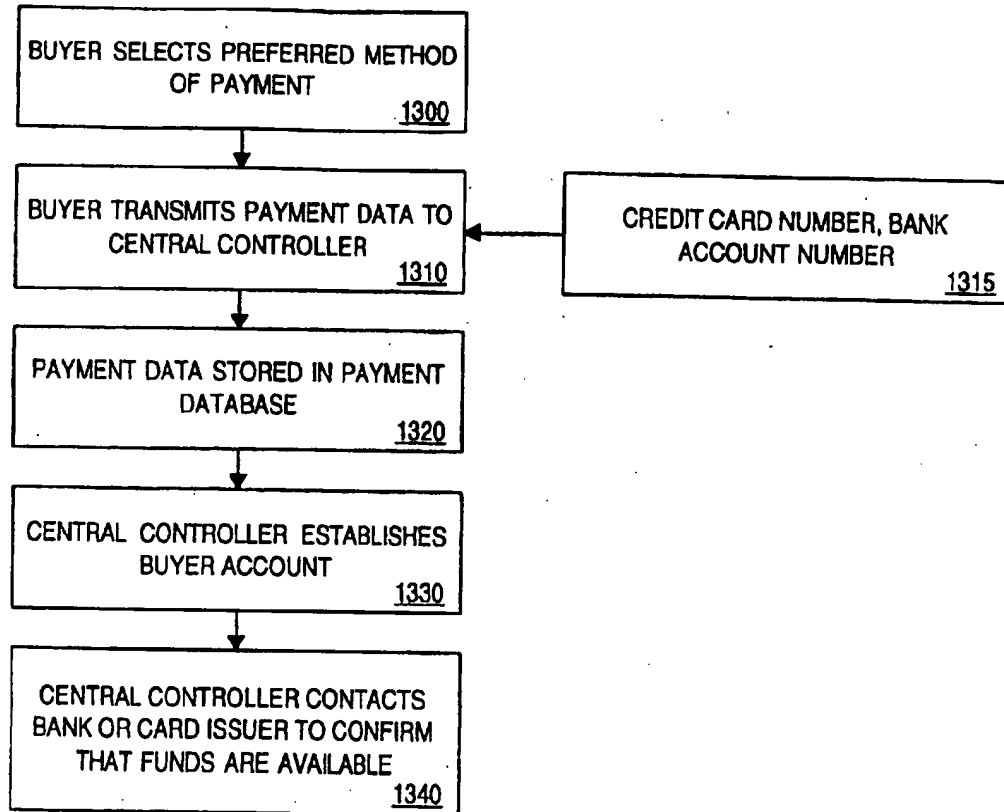 BUYER SELECTS PREFERRED METHOD
OF PAYMENT
1300
BUYER TRANSMITS PAYMENT DATA TO
CENTRAL CONTROLLER
1310
CREDIT CARD NUMBER, BANK
ACCOUNT NUMBER
1315
PAYMENT DATA STORED IN PAYMENT
DATABASE
1320
CENTRAL CONTROLLER ESTABLISHES
BUYER ACCOUNT
1330
CENTRAL CONTROLLER CONTACTS
BANK OR CARD ISSUER TO CONFIRM
THAT FUNDS ARE AVAILABLE
1340